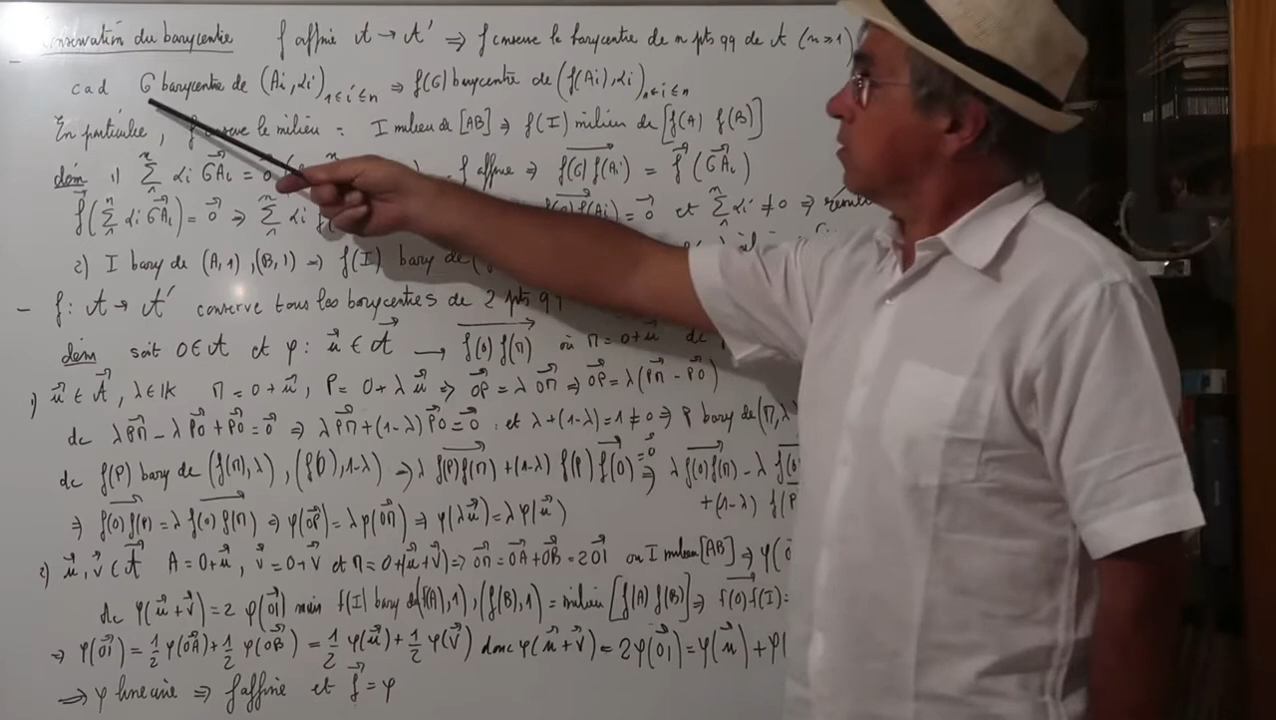 Conservation du barycentre f affine A → A' ⇒ f conserve le barycentre de n pts qq de A (n ≥ 1)
cad G barycentre de (Ai, αi) 1≤i≤n ⇒ f(G) barycentre de (f(Ai), αi) 1≤i≤n
En particulier, f conserve le milieu : I milieu de [AB] ⇒ f(I) milieu de [f(A) f(B)]
dém 1) Σ αi GAi = 0 f affine ⇒ f(G)f(Ai) = f(GAi)
f(Σ αi GAi) = 0 ⇒ Σ αi f(Ai) = 0 et Σ αi ≠ 0 ⇒
2) I bary de (A,1), (B,1) ⇒ f(I) bary de (
- f: A → A' conserve tous les barycentres de 2 pts qq
dém soit O ∈ A et φ: u ∈ A → f(O) f(M) où M = O + u
1) u ∈ A, λ ∈ IK M = O + u, P = O + λ u ⇒ OP = λ OM ⇒ OP = λ(PM - PO)
dc λ PM - λ PO + PO = 0 ⇒ λ PM + (1-λ) PO = 0 : et λ + (1-λ) = 1 ≠ 0 ⇒ P bary de (M, λ
dc f(P) bary de (f(M), λ), (f(O), 1-λ) ⇒ λ f(P)f(M) + (1-λ) f(P) f(O) = 0 ⇒ λ f(O)f(M) - λ f(O
+ (1-λ) f(P
⇒ f(O)f(P) = λ f(O) f(M) ⇒ φ(OP) = λ φ(OM) ⇒ φ(λu) = λ φ(u)
2) u, v ∈ A A = O + u, v = O + v et M = O + (u + v) ⇒ OM = OA + OB = 2 OI où I milieu [AB] ⇒ φ(O
dc φ(u + v) = 2 φ(OI) mais f(I) bary de (f(A), 1), (f(B), 1) = milieu [f(A) f(B)] ⇒ f(O) f(I) =
⇒ φ(OI) = 1/2 φ(OA) + 1/2 φ(OB) = 1/2 φ(u) + 1/2 φ(v) donc φ(u + v) = 2 φ(OI) = φ(u) + φ(
⇒ φ linéaire ⇒ f affine et f = φ